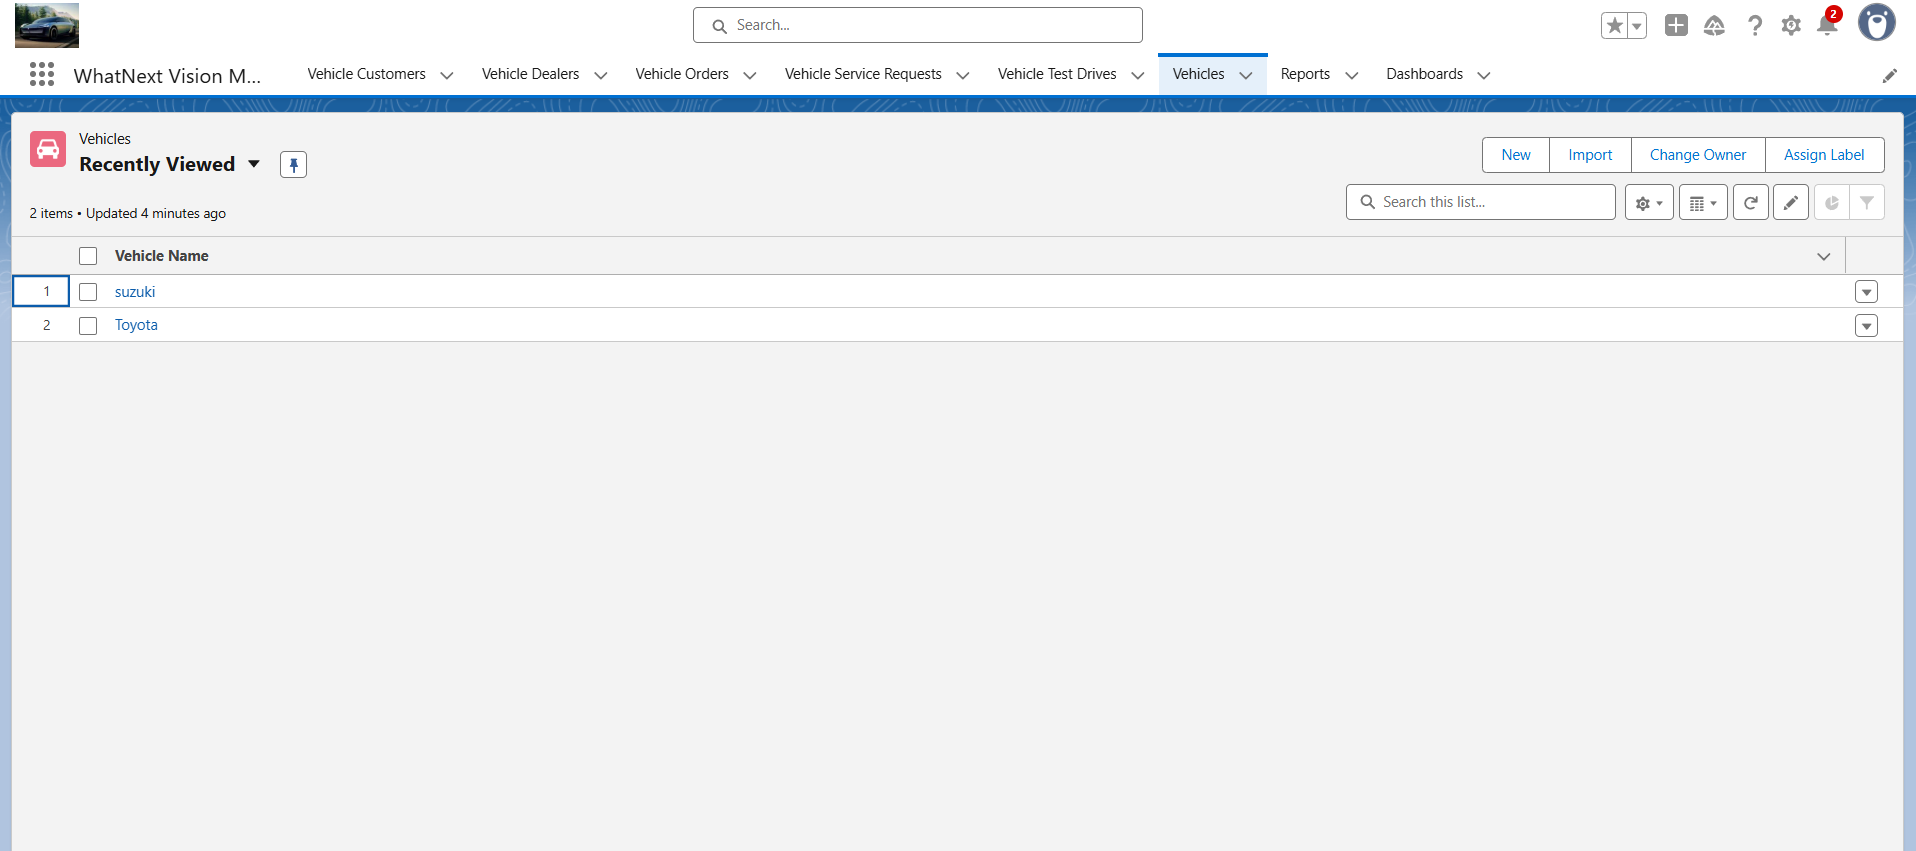 Search...
2
WhatNext Vision M...
Vehicle Customers
Vehicle Dealers
Vehicle Orders
Vehicle Service Requests
Vehicle Test Drives
Vehicles
Reports
Dashboards
Vehicles
Recently Viewed
New
Import
Change Owner
Assign Label
2 items • Updated 4 minutes ago
Search this list...
Vehicle Name
1 suzuki
2 Toyota